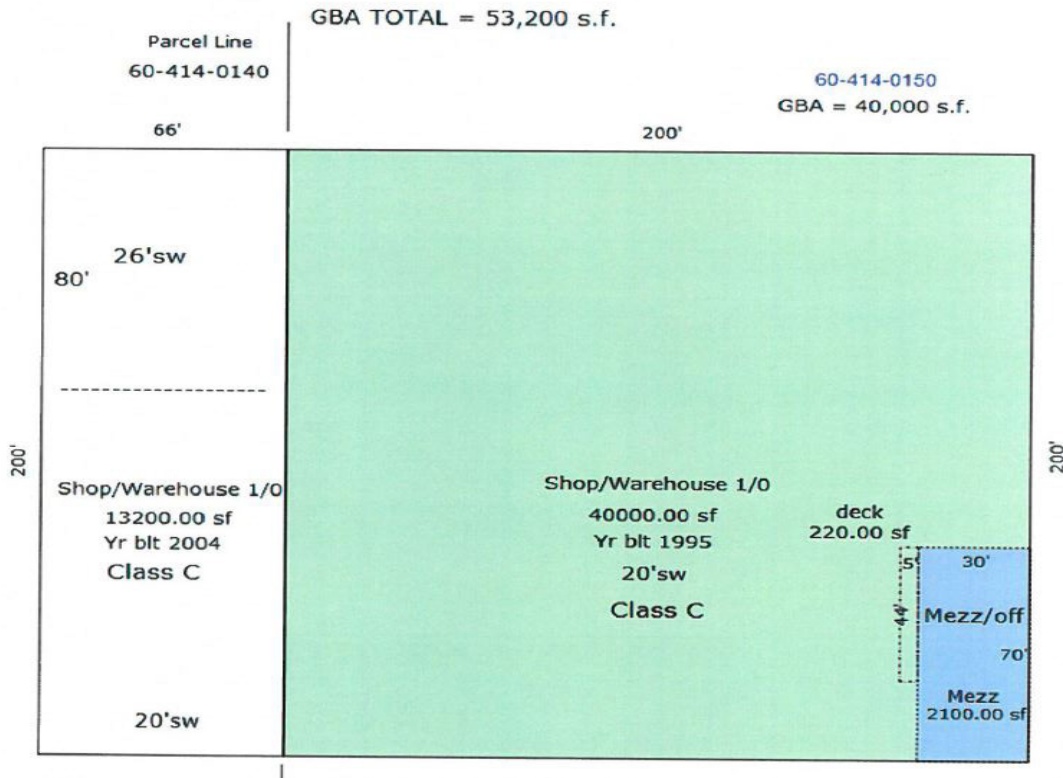 GBA TOTAL = 53,200 s.f.
Parcel Line
60-414-0140
60-414-0150
GBA = 40,000 s.f.
66'
200'
26'sw
80'
200'
200'
Shop/Warehouse 1/0
13200.00 sf
Yr blt 2004
Class C
20'sw
Shop/Warehouse 1/0
40000.00 sf
Yr blt 1995
20'sw
Class C
deck
220.00 sf
5'
30'
44'
Mezz/off
70'
Mezz
2100.00 sf